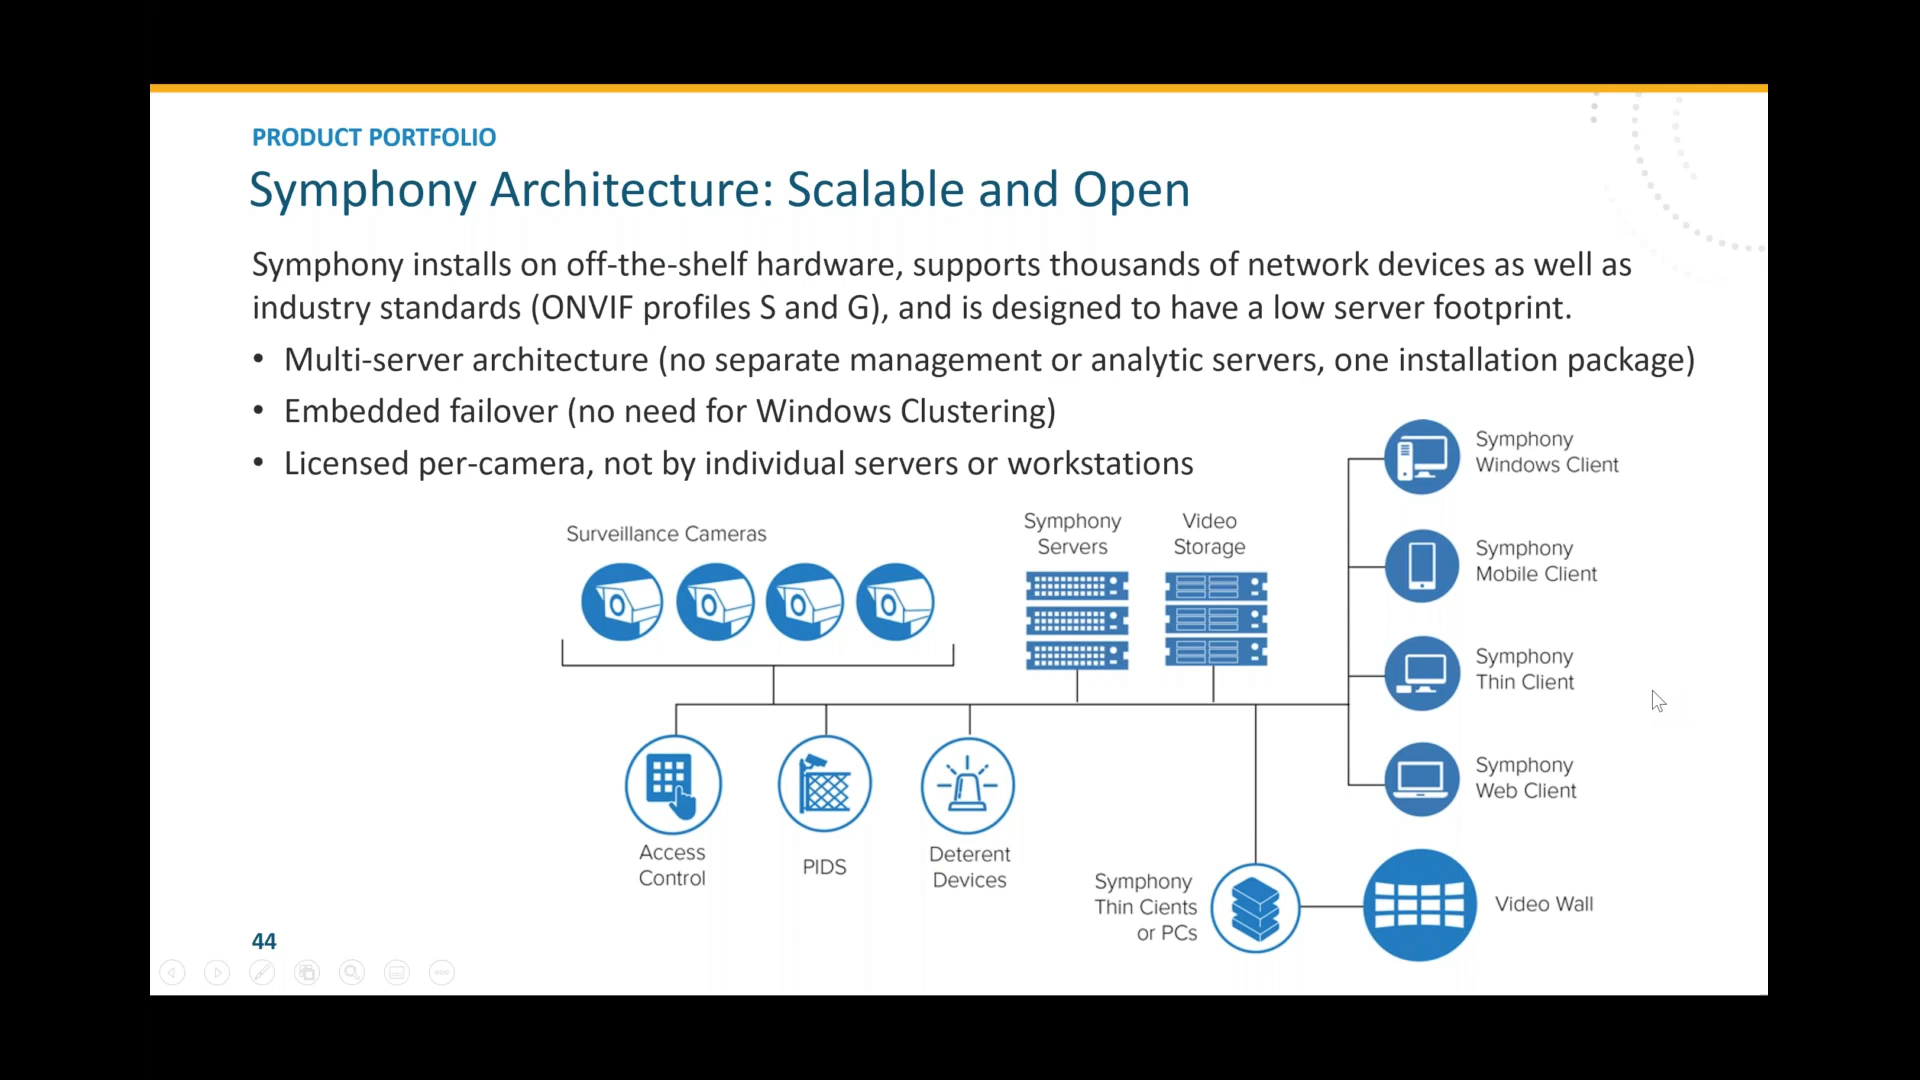 PRODUCT PORTFOLIO
Symphony Architecture: Scalable and Open
Symphony installs on off-the-shelf hardware, supports thousands of network devices as well as
industry standards (ONVIF profiles S and G), and is designed to have a low server footprint.
• Multi-server architecture (no separate management or analytic servers, one installation package)
• Embedded failover (no need for Windows Clustering)
• Licensed per-camera, not by individual servers or workstations
Surveillance Cameras
Symphony
Servers
Video
Storage
Symphony
Windows Client
Symphony
Mobile Client
Symphony
Thin Client
Symphony
Web Client
Access
Control
PIDS
Deterent
Devices
Symphony
Thin Cients
or PCs
Video Wall
44